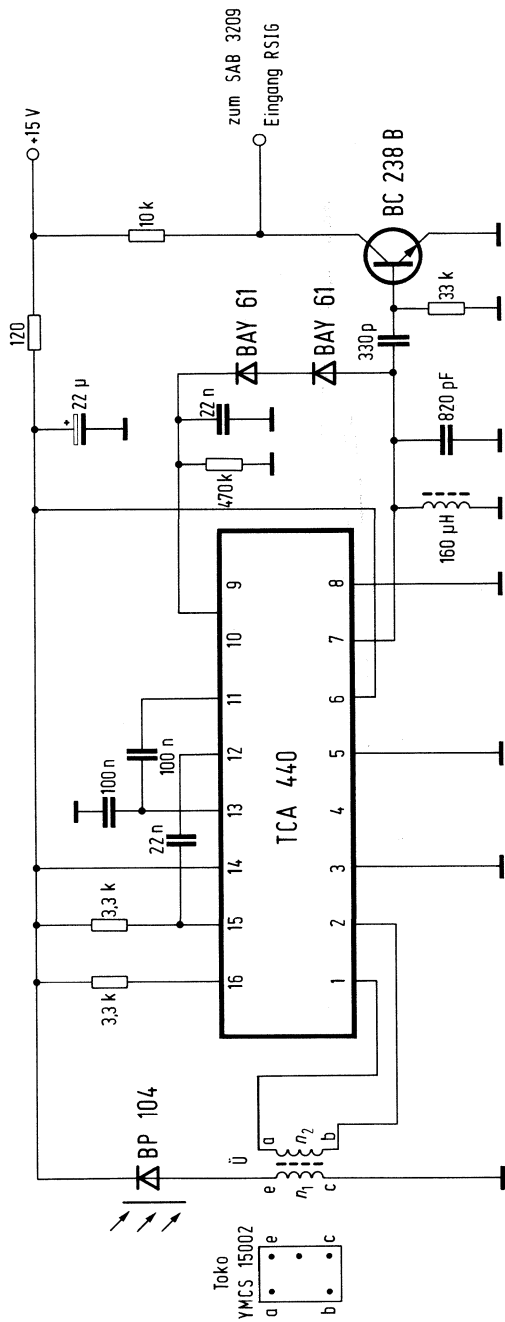 +15 V
120
22 µ
+
10 k
zum SAB 3209
Eingang RSIG
BC 238 B
33 k
330 p
BAY 61
BAY 61
22 n
470k
820 pF
160 µH
100 n
100 n
22 n
3,3 k
3,3 k
16
15
14
13
12
11
10
9
TCA 440
1
2
3
4
5
6
7
8
BP 104
Ü
e
a
n1
n2
c
b
Toko
YMCS 15002
a
e
b
c